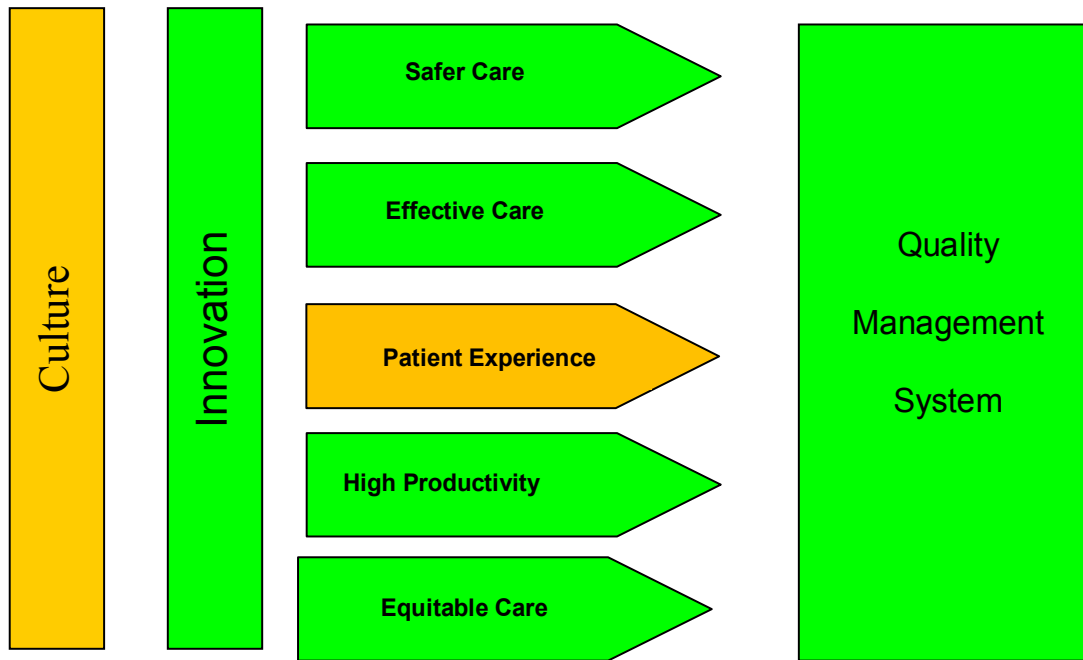 Culture
Innovation
Safer Care
Effective Care
Patient Experience
High Productivity
Equitable Care
Quality
Management
System